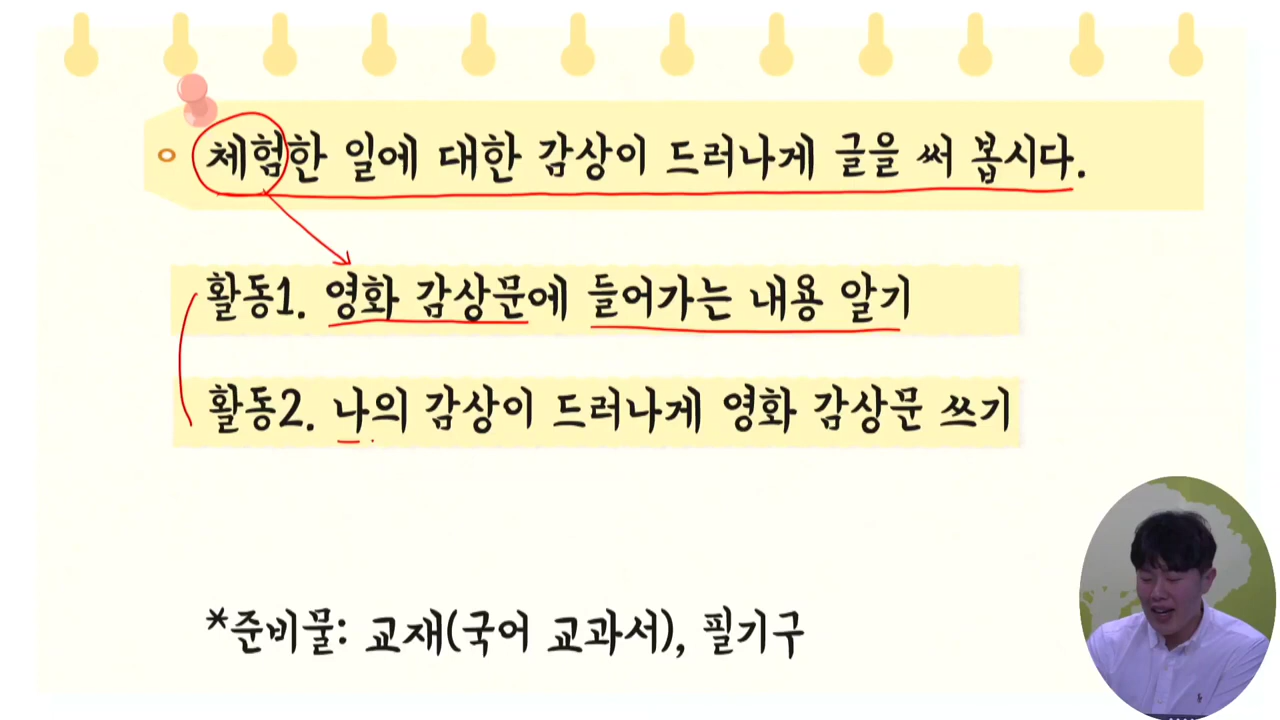 체험한 일에 대한 감상이 드러나게 글을 써 봅시다.
활동1. 영화 감상문에 들어가는 내용 알기
활동2. 나의 감상이 드러나게 영화 감상문 쓰기
*준비물: 교재(국어 교과서), 필기구